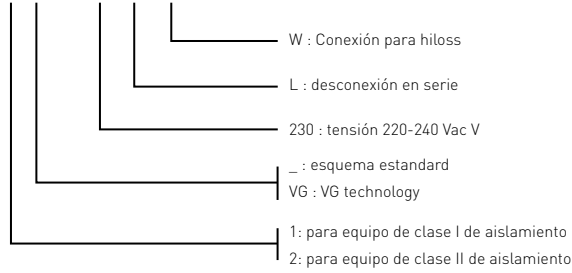 W : Conexión para hiloss
L : desconexión en serie
230 : tensión 220-240 Vac V
_ : esquema estandard
VG : VG technology
1: para equipo de clase I de aislamiento
2: para equipo de clase II de aislamiento